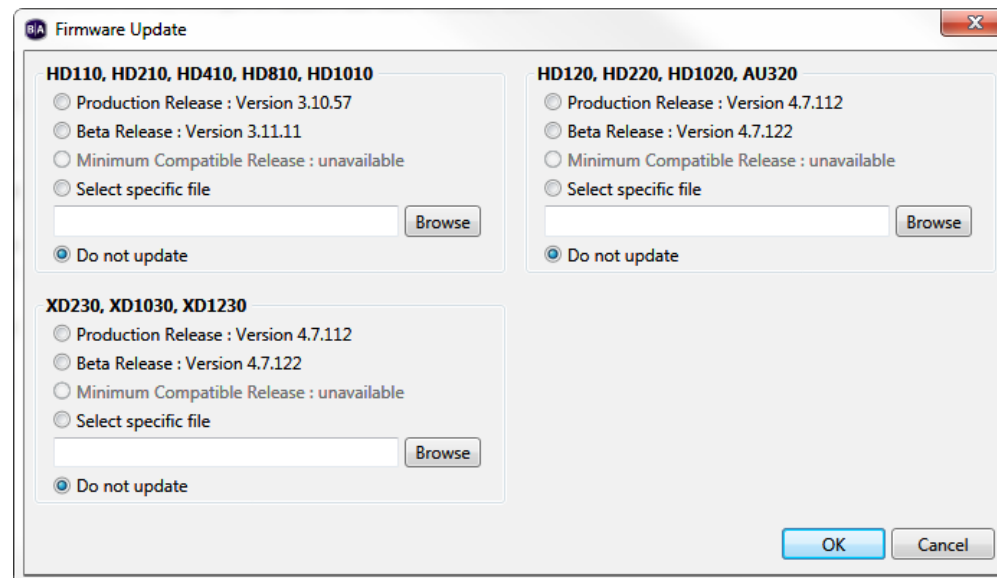 BA Firmware Update
HD110, HD210, HD410, HD810, HD1010
Production Release : Version 3.10.57
Beta Release : Version 3.11.11
Minimum Compatible Release : unavailable
Select specific file
Browse
Do not update
HD120, HD220, HD1020, AU320
Production Release : Version 4.7.112
Beta Release : Version 4.7.122
Minimum Compatible Release : unavailable
Select specific file
Browse
Do not update
XD230, XD1030, XD1230
Production Release : Version 4.7.112
Beta Release : Version 4.7.122
Minimum Compatible Release : unavailable
Select specific file
Browse
Do not update
OK Cancel